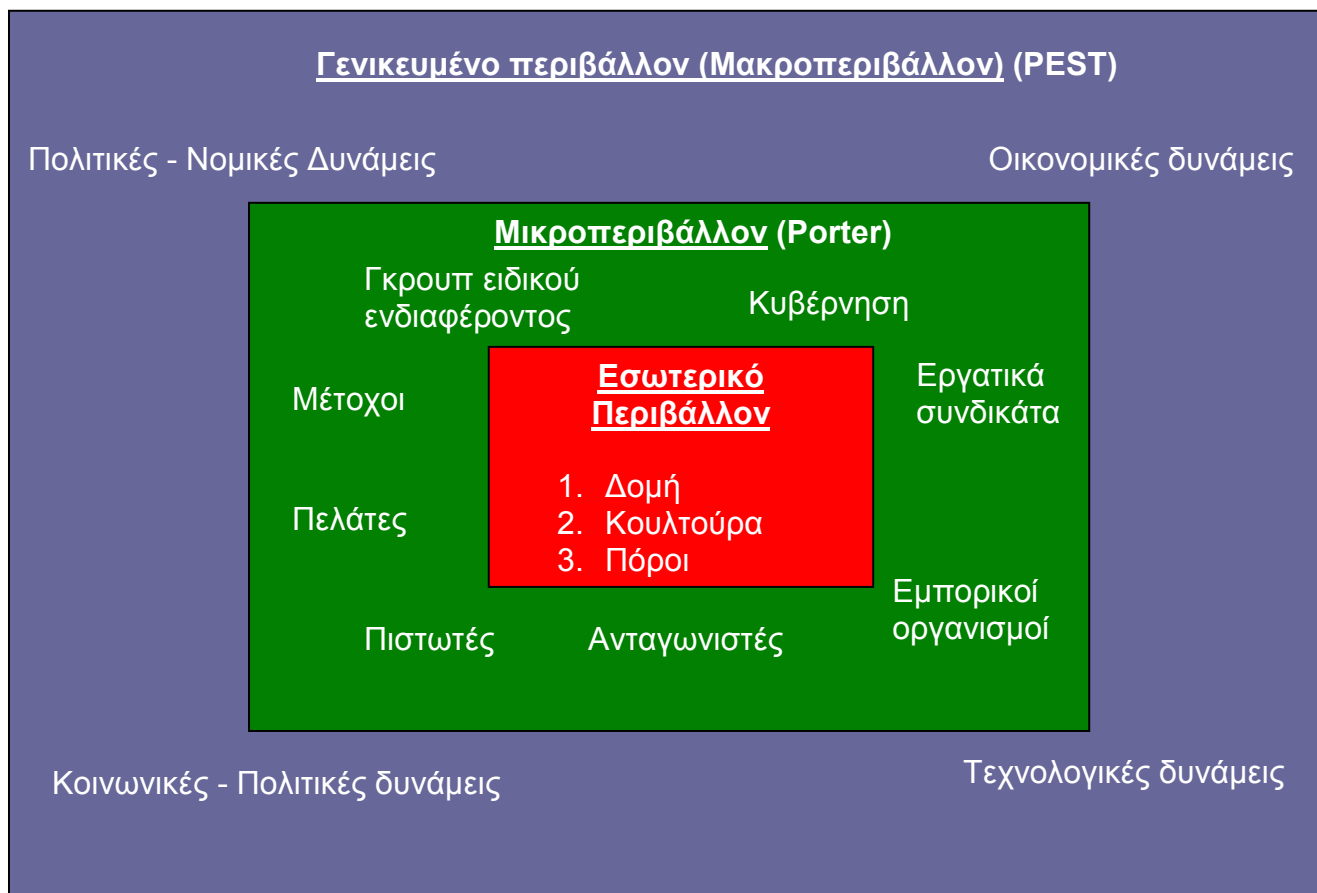 Γενικευμένο περιβάλλον (Μακροπεριβάλλον) (PEST)
Πολιτικές - Νομικές Δυνάμεις
Οικονομικές δυνάμεις
Μικροπεριβάλλον (Porter)
Γκρουπ ειδικού
ενδιαφέροντος
Κυβέρνηση
Μέτοχοι
Εσωτερικό
Περιβάλλον
Εργατικά
συνδικάτα
Πελάτες
1. Δομή
2. Κουλτούρα
3. Πόροι
Πιστωτές
Ανταγωνιστές
Εμπορικοί
οργανισμοί
Κοινωνικές - Πολιτικές δυνάμεις
Τεχνολογικές δυνάμεις